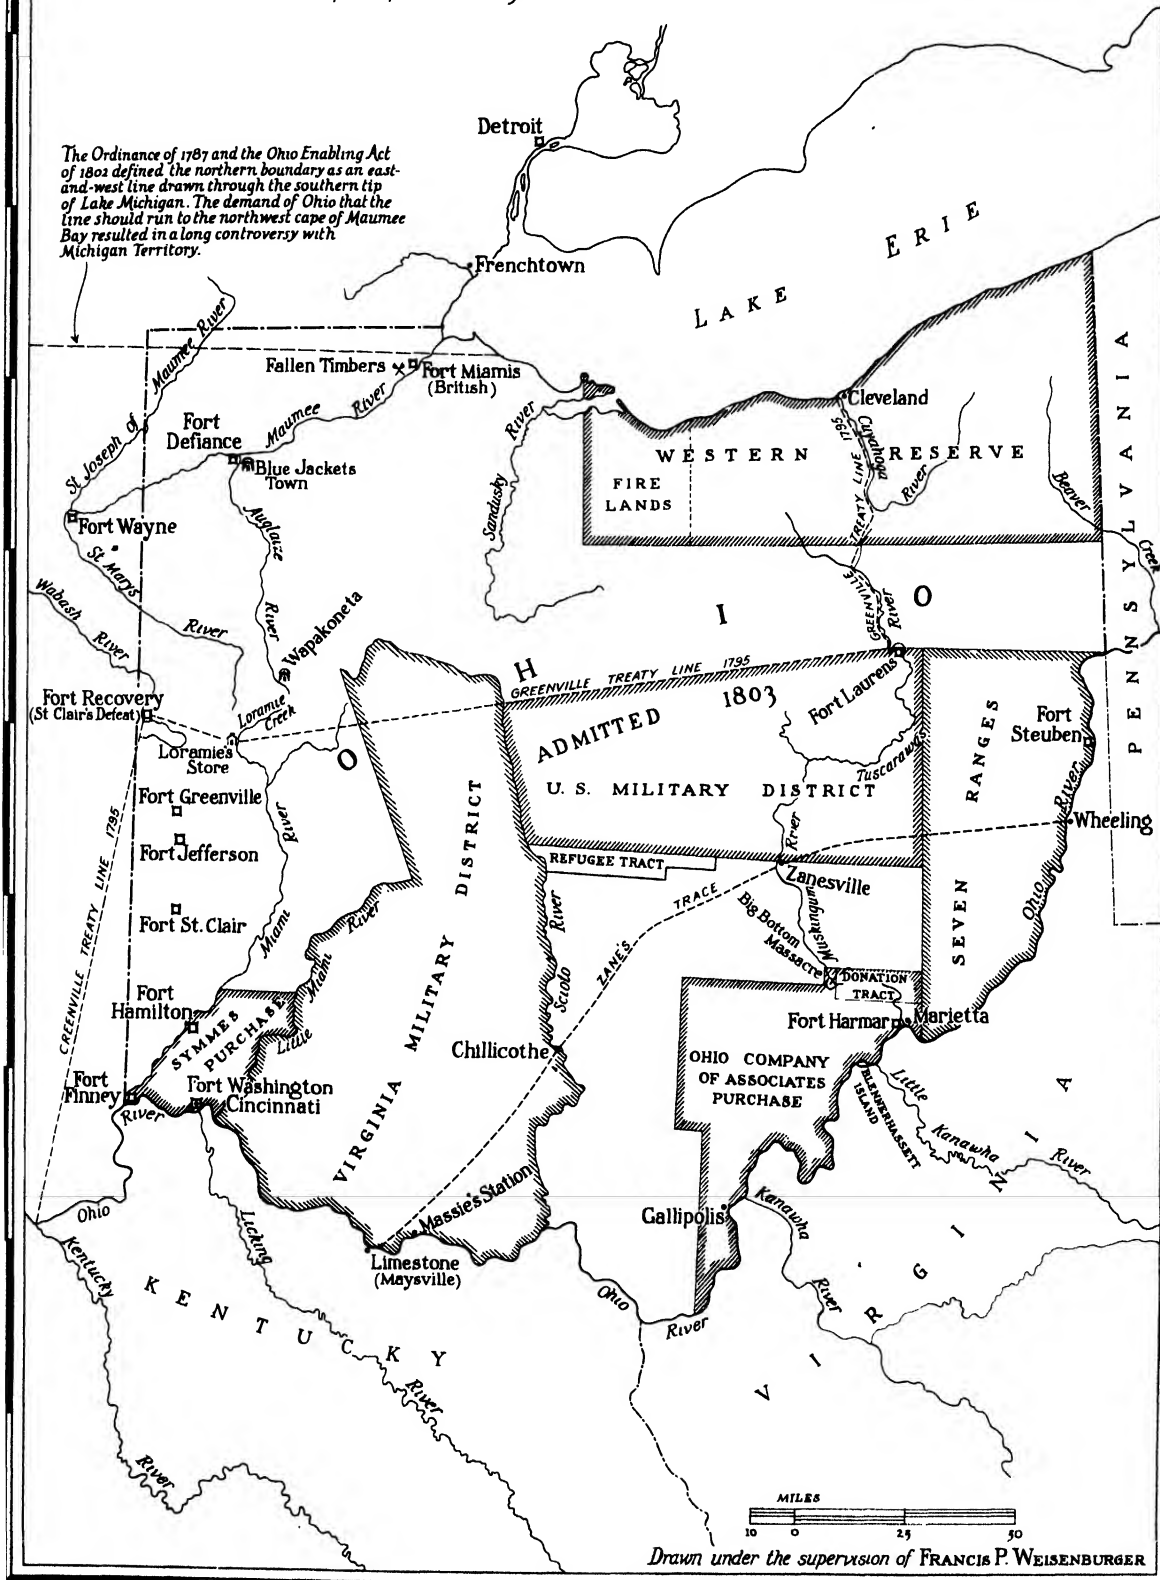 Detroit
The Ordinance of 1787 and the Ohio Enabling Act
of 1802 defined the northern boundary as an east-
and-west line drawn through the southern tip
of Lake Michigan. The demand of Ohio that the
line should run to the northwest cape of Maumee
Bay resulted in a long controversy with
Michigan Territory.
LAKE ERIE
Frenchtown
St Joseph of Maumee River
Fallen Timbers
Fort Miamis
(British)
Maumee River
Fort
Defiance
Blue Jackets
Town
Sandusky River
Cleveland
WESTERN RESERVE
FIRE
LANDS
GREENVILLE TREATY LINE 1795
Cuyahoga
River
Beaver
Creek
PENNSYLVANIA
Fort Wayne
St Marys
River
Auglaize
River
Wabash
River
Wapakoneta
OHIO
River
GREENVILLE TREATY LINE 1795
Fort Laurens
Fort Recovery
(St Clair's Defeat)
Loramie
Creek
Loramie's
Store
ADMITTED 1803
U. S. MILITARY DISTRICT
Tuscarawas
SEVEN RANGES
Fort
Steuben
Ohio River
Wheeling
Fort Greenville
Fort Jefferson
Fort St. Clair
GREENVILLE TREATY LINE 1795
Miami River
VIRGINIA MILITARY DISTRICT
REFUGEE TRACT
River
Zanesville
Muskingum
ZANE'S TRACE
Big Bottom
Massacre
DONATION
TRACT
Fort Harmar
Marietta
Scioto River
Fort
Hamilton
SYMMES
PURCHASE
Little Miami River
Fort
Finney
River
Fort Washington
Cincinnati
Chillicothe
OHIO COMPANY
OF ASSOCIATES
PURCHASE
BLENNERHASSETT
ISLAND
Little Kanawha River
Massie's Station
Limestone
(Maysville)
Gallipolis
Kanawha
River
Ohio
Kentucky
River
Licking
River
KENTUCKY
Ohio
River
VIRGINIA
MILES
10 0 25 50
Drawn under the supervision of FRANCIS P. WEISENBURGER